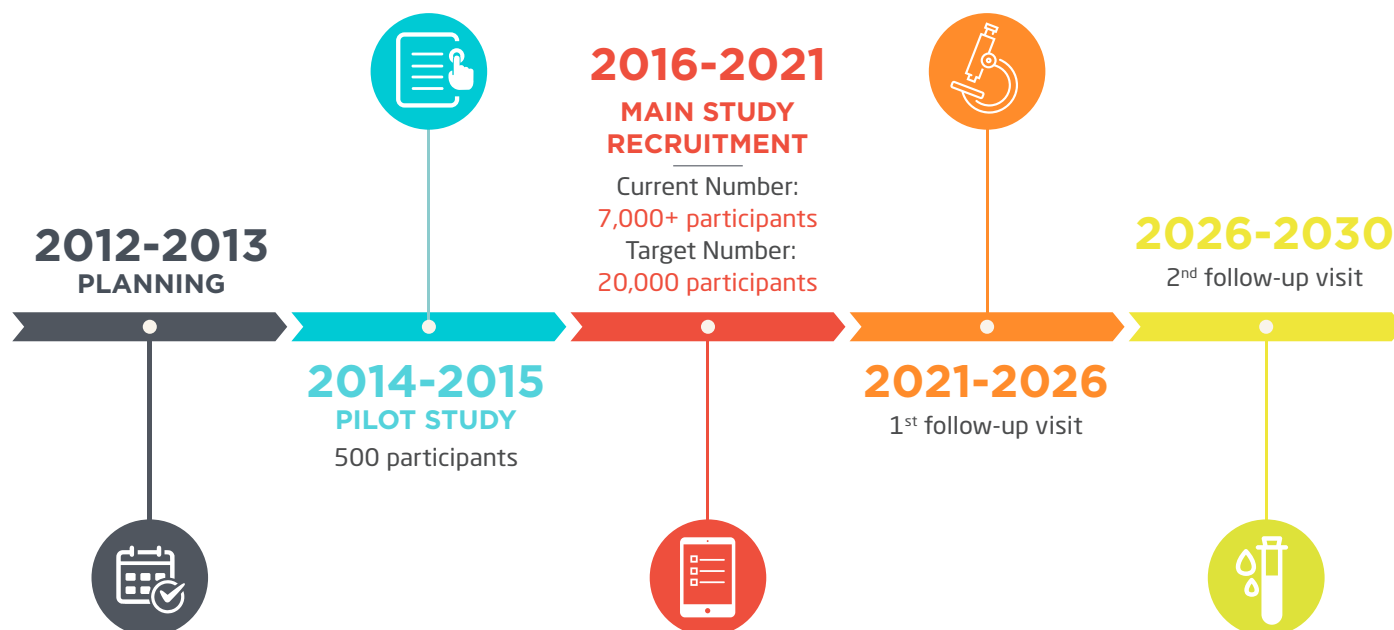 2012-2013
PLANNING
2014-2015
PILOT STUDY
500 participants
2016-2021
MAIN STUDY
RECRUITMENT
Current Number:
7,000+ participants
Target Number:
20,000 participants
2021-2026
1st follow-up visit
2026-2030
2nd follow-up visit